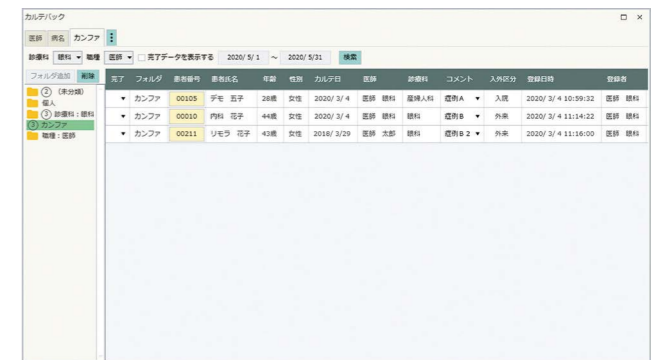 カルテパック
医師 病名 カンファ
診療科 眼科 職種 医師 完了データを表示する 2020/ 5/ 1 ～ 2020/ 5/31 検索
フォルダ追加 削除
② (未分類)
個人
③ 診療科：眼科
③ カンファ
職種：医師
完了 フォルダ 患者番号 患者氏名 年齢 性別 カルテ日 医師 診療科 コメント 入外区分 登録日時 登録者
カンファ 00105 デモ 五子 28歳 女性 2020/ 3/ 4 医師 眼科 産婦人科 症例A 入院 2020/ 3/ 4 10:59:32 医師 眼科
カンファ 00010 内科 花子 44歳 女性 2020/ 3/ 4 医師 眼科 眼科 症例B 外来 2020/ 3/ 4 11:14:22 医師 眼科
カンファ 00211 リモラ 花子 43歳 女性 2018/ 3/29 医師 太郎 眼科 症例B 2 外来 2020/ 3/ 4 11:16:00 医師 眼科